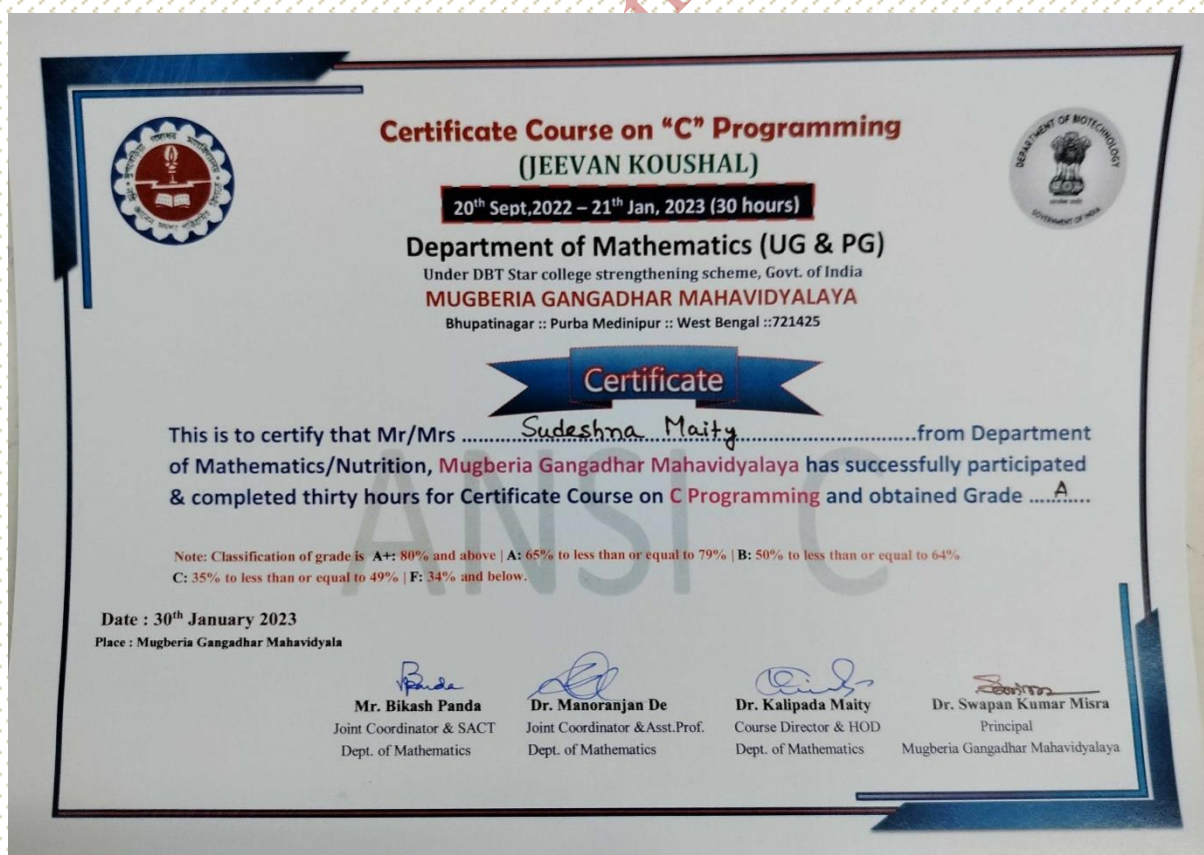 Certificate Course on “C” Programming
(JEEVAN KOUSHAL)
20th Sept,2022 – 21th Jan, 2023 (30 hours)
DEPARTMENT OF BIOTECHNOLOGY
GOVERNMENT OF INDIA
Department of Mathematics (UG & PG)
Under DBT Star college strengthening scheme, Govt. of India
MUGBERIA GANGADHAR MAHAVIDYALAYA
Bhupatinagar :: Purba Medinipur :: West Bengal ::721425
Certificate
This is to certify that Mr/Mrs ..........Sudeshna Maity..........from Department
of Mathematics/Nutrition, Mugberia Gangadhar Mahavidyalaya has successfully participated
& completed thirty hours for Certificate Course on C Programming and obtained Grade .....A....
ANSI C
Note: Classification of grade is A+: 80% and above | A: 65% to less than or equal to 79% | B: 50% to less than or equal to 64%
C: 35% to less than or equal to 49% | F: 34% and below.
Date : 30th January 2023
Place : Mugberia Gangadhar Mahavidyala
Mr. Bikash Panda
Joint Coordinator & SACT
Dept. of Mathematics
Dr. Manoranjan De
Joint Coordinator &Asst.Prof.
Dept. of Mathematics
Dr. Kalipada Maity
Course Director & HOD
Dept. of Mathematics
Dr. Swapan Kumar Misra
Principal
Mugberia Gangadhar Mahavidyalaya